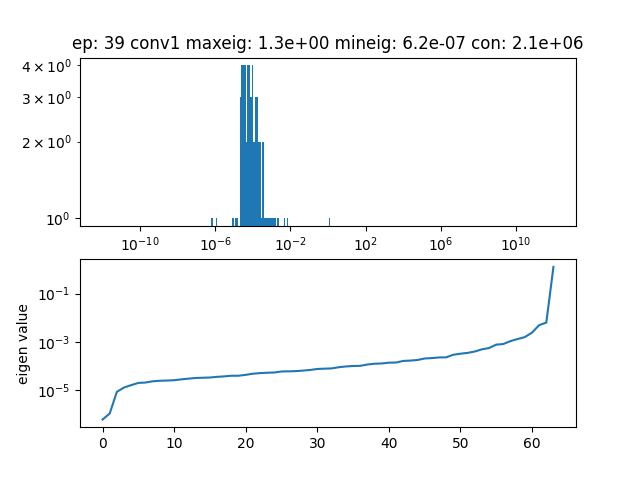 ep: 39 conv1 maxeig: 1.3e+00 mineig: 6.2e-07 con: 2.1e+06
4 × 10⁰
3 × 10⁰
2 × 10⁰
10⁰
10⁻¹⁰ 10⁻⁶ 10⁻² 10² 10⁶ 10¹⁰
10⁻¹
10⁻³
10⁻⁵
eigen value
0 10 20 30 40 50 60